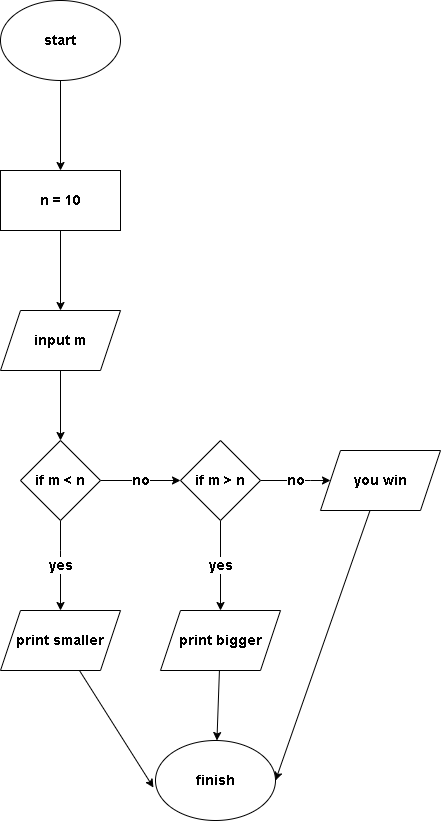 start
n = 10
input m
if m < n
no
if m > n
no
you win
yes
yes
print smaller
print bigger
finish